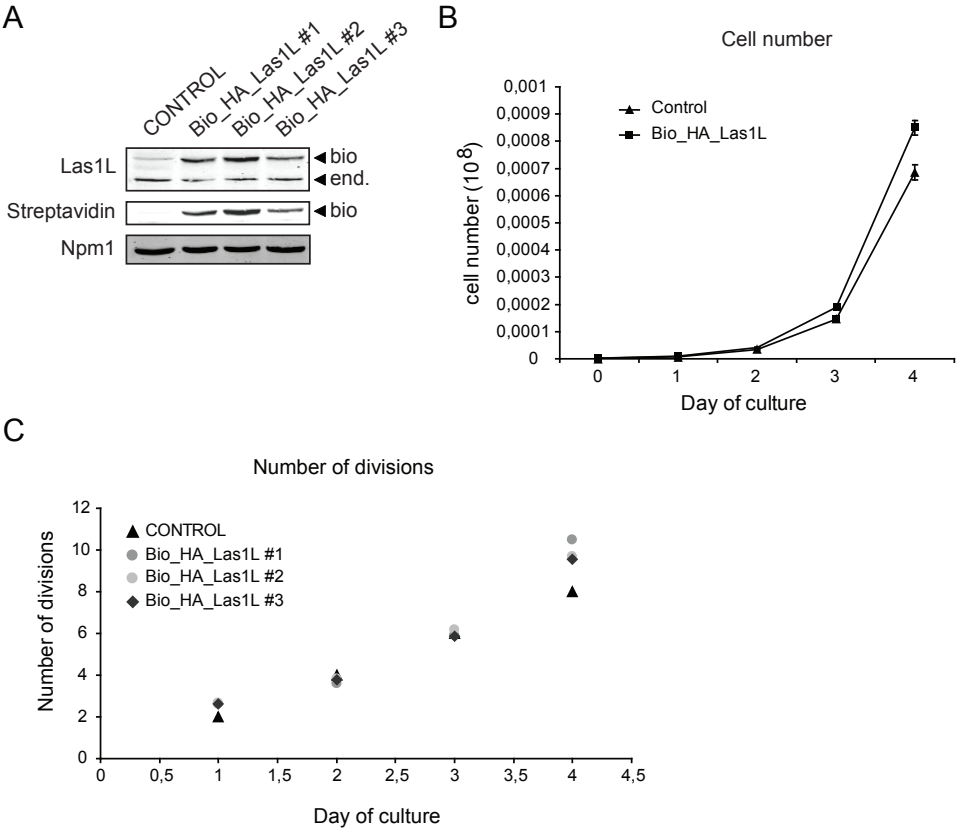 A
CONTROL
Bio_HA_Las1L #1
Bio_HA_Las1L #2
Bio_HA_Las1L #3
Las1L
bio
end.
Streptavidin
bio
Npm1
B
Cell number
0,001
0,0009
0,0008
0,0007
0,0006
0,0005
0,0004
0,0003
0,0002
0,0001
0
cell number (10⁸)
Control
Bio_HA_Las1L
0 1 2 3 4
Day of culture
C
Number of divisions
12
10
8
6
4
2
0
Number of divisions
CONTROL
Bio_HA_Las1L #1
Bio_HA_Las1L #2
Bio_HA_Las1L #3
0 0,5 1 1,5 2 2,5 3 3,5 4 4,5
Day of culture